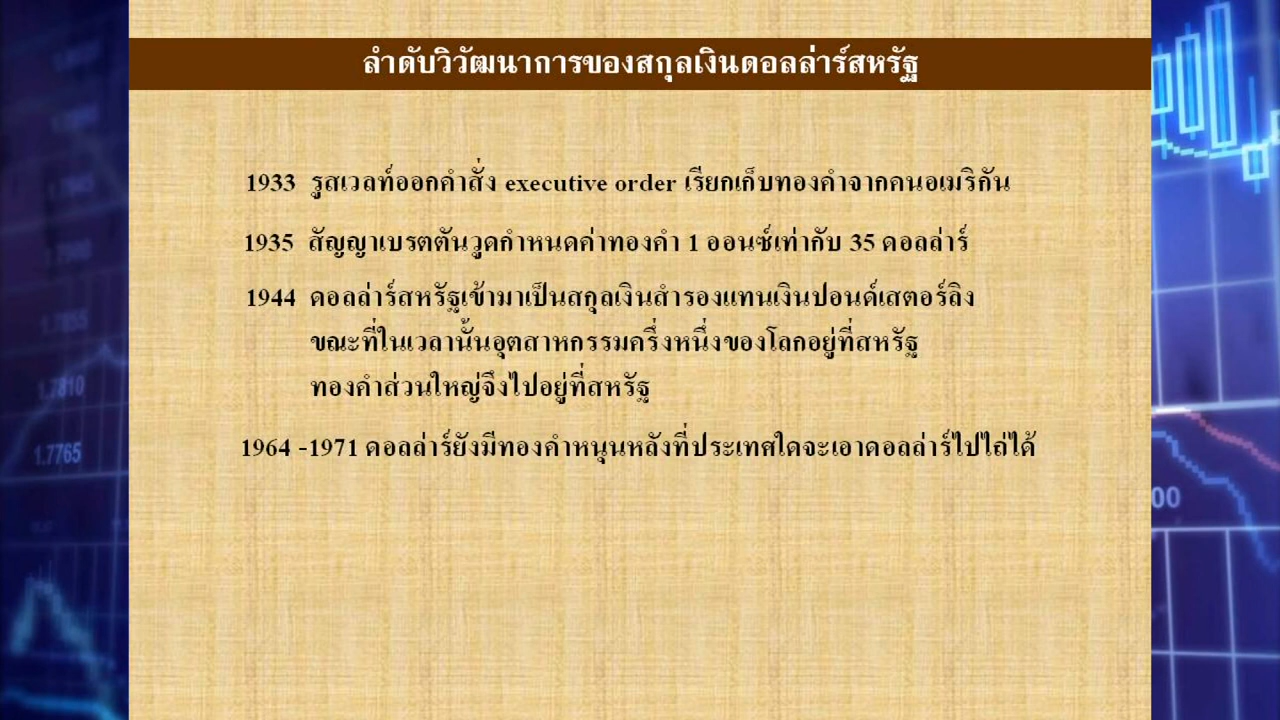 ลำดับวิวัฒนาการของสกุลเงินดอลล่าร์สหรัฐ
1933 รูสเวลท์ออกคำสั่ง executive order เรียกเก็บทองคำจากคนอเมริกัน
1935 สัญญาเบรตตันวูดกำหนดค่าทองคำ 1 ออนซ์เท่ากับ 35 ดอลล่าร์
1944 ดอลล่าร์สหรัฐเข้ามาเป็นสกุลเงินสำรองแทนเงินปอนด์เสตอร์ลิง
ขณะที่ในเวลานั้นอุตสาหกรรมครึ่งหนึ่งของโลกอยู่ที่สหรัฐ
ทองคำส่วนใหญ่จึงไปอยู่ที่สหรัฐ
1964 -1971 ดอลล่าร์ยังมีทองคำหนุนหลังที่ประเทศใดจะเอาดอลล่าร์ไปไถ่ได้
1.7810
1.7765
00